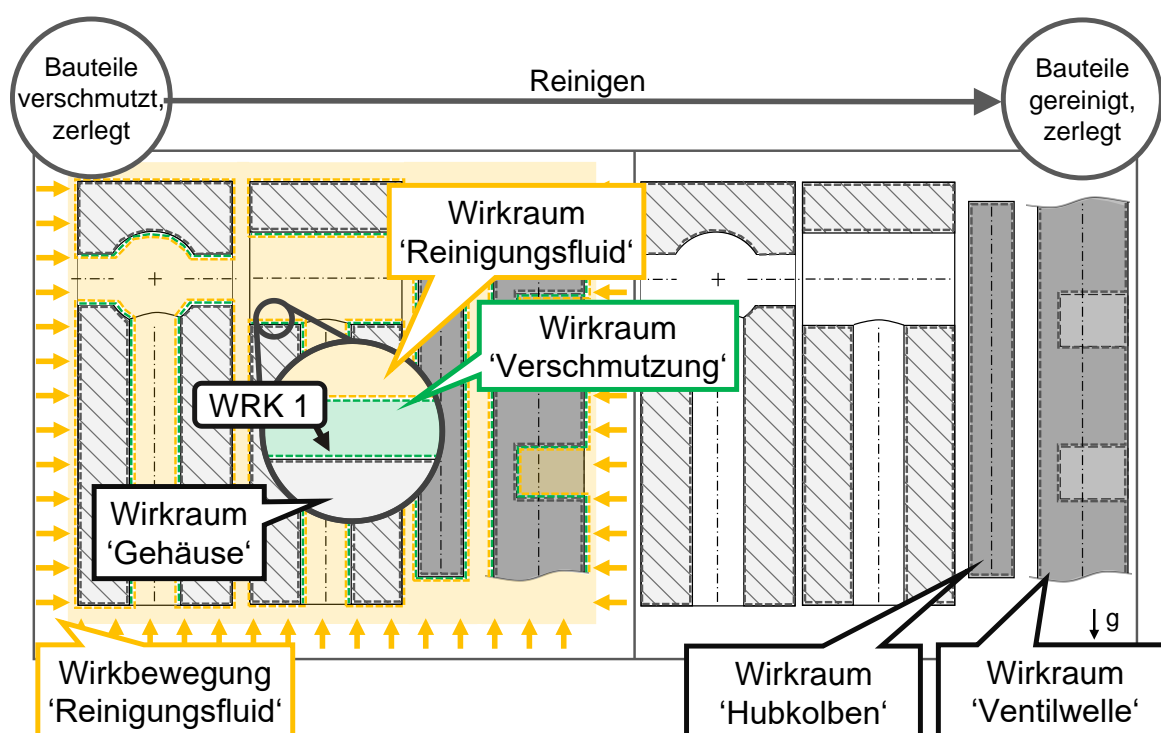 Bauteile
verschmutzt,
zerlegt
Reinigen
Bauteile
gereinigt,
zerlegt
Wirkraum
‘Reinigungsfluid‘
Wirkraum
‘Verschmutzung‘
WRK 1
Wirkraum
‘Gehäuse‘
Wirkbewegung
‘Reinigungsfluid‘
Wirkraum
‘Hubkolben‘
Wirkraum
‘Ventilwelle‘
g